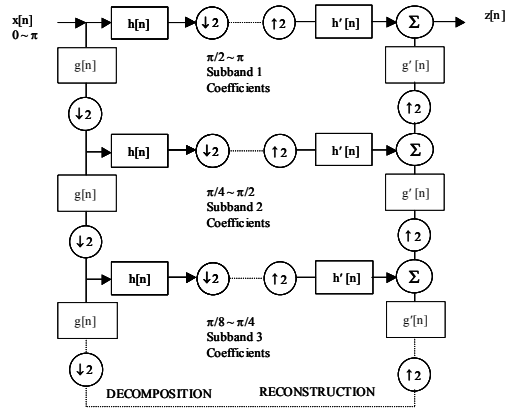 x[n] h[n] ↓2 ↑2 h′[n] Σ z[n]
0 ~ π
g[n] π/2 ~ π g′[n]
Subband 1
Coefficients
↓2 ↑2
h[n] ↓2 ↑2 h′[n] Σ
g[n] π/4 ~ π/2 g′[n]
Subband 2
Coefficients
↓2 ↑2
h[n] ↓2 ↑2 h′[n] Σ
g[n] π/8 ~ π/4 g′[n]
Subband 3
Coefficients
↓2 ↑2
DECOMPOSITION RECONSTRUCTION